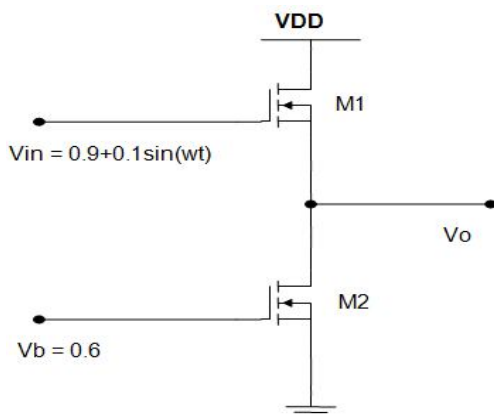 VDD
M1
Vin = 0.9+0.1sin(wt)
Vo
M2
Vb = 0.6